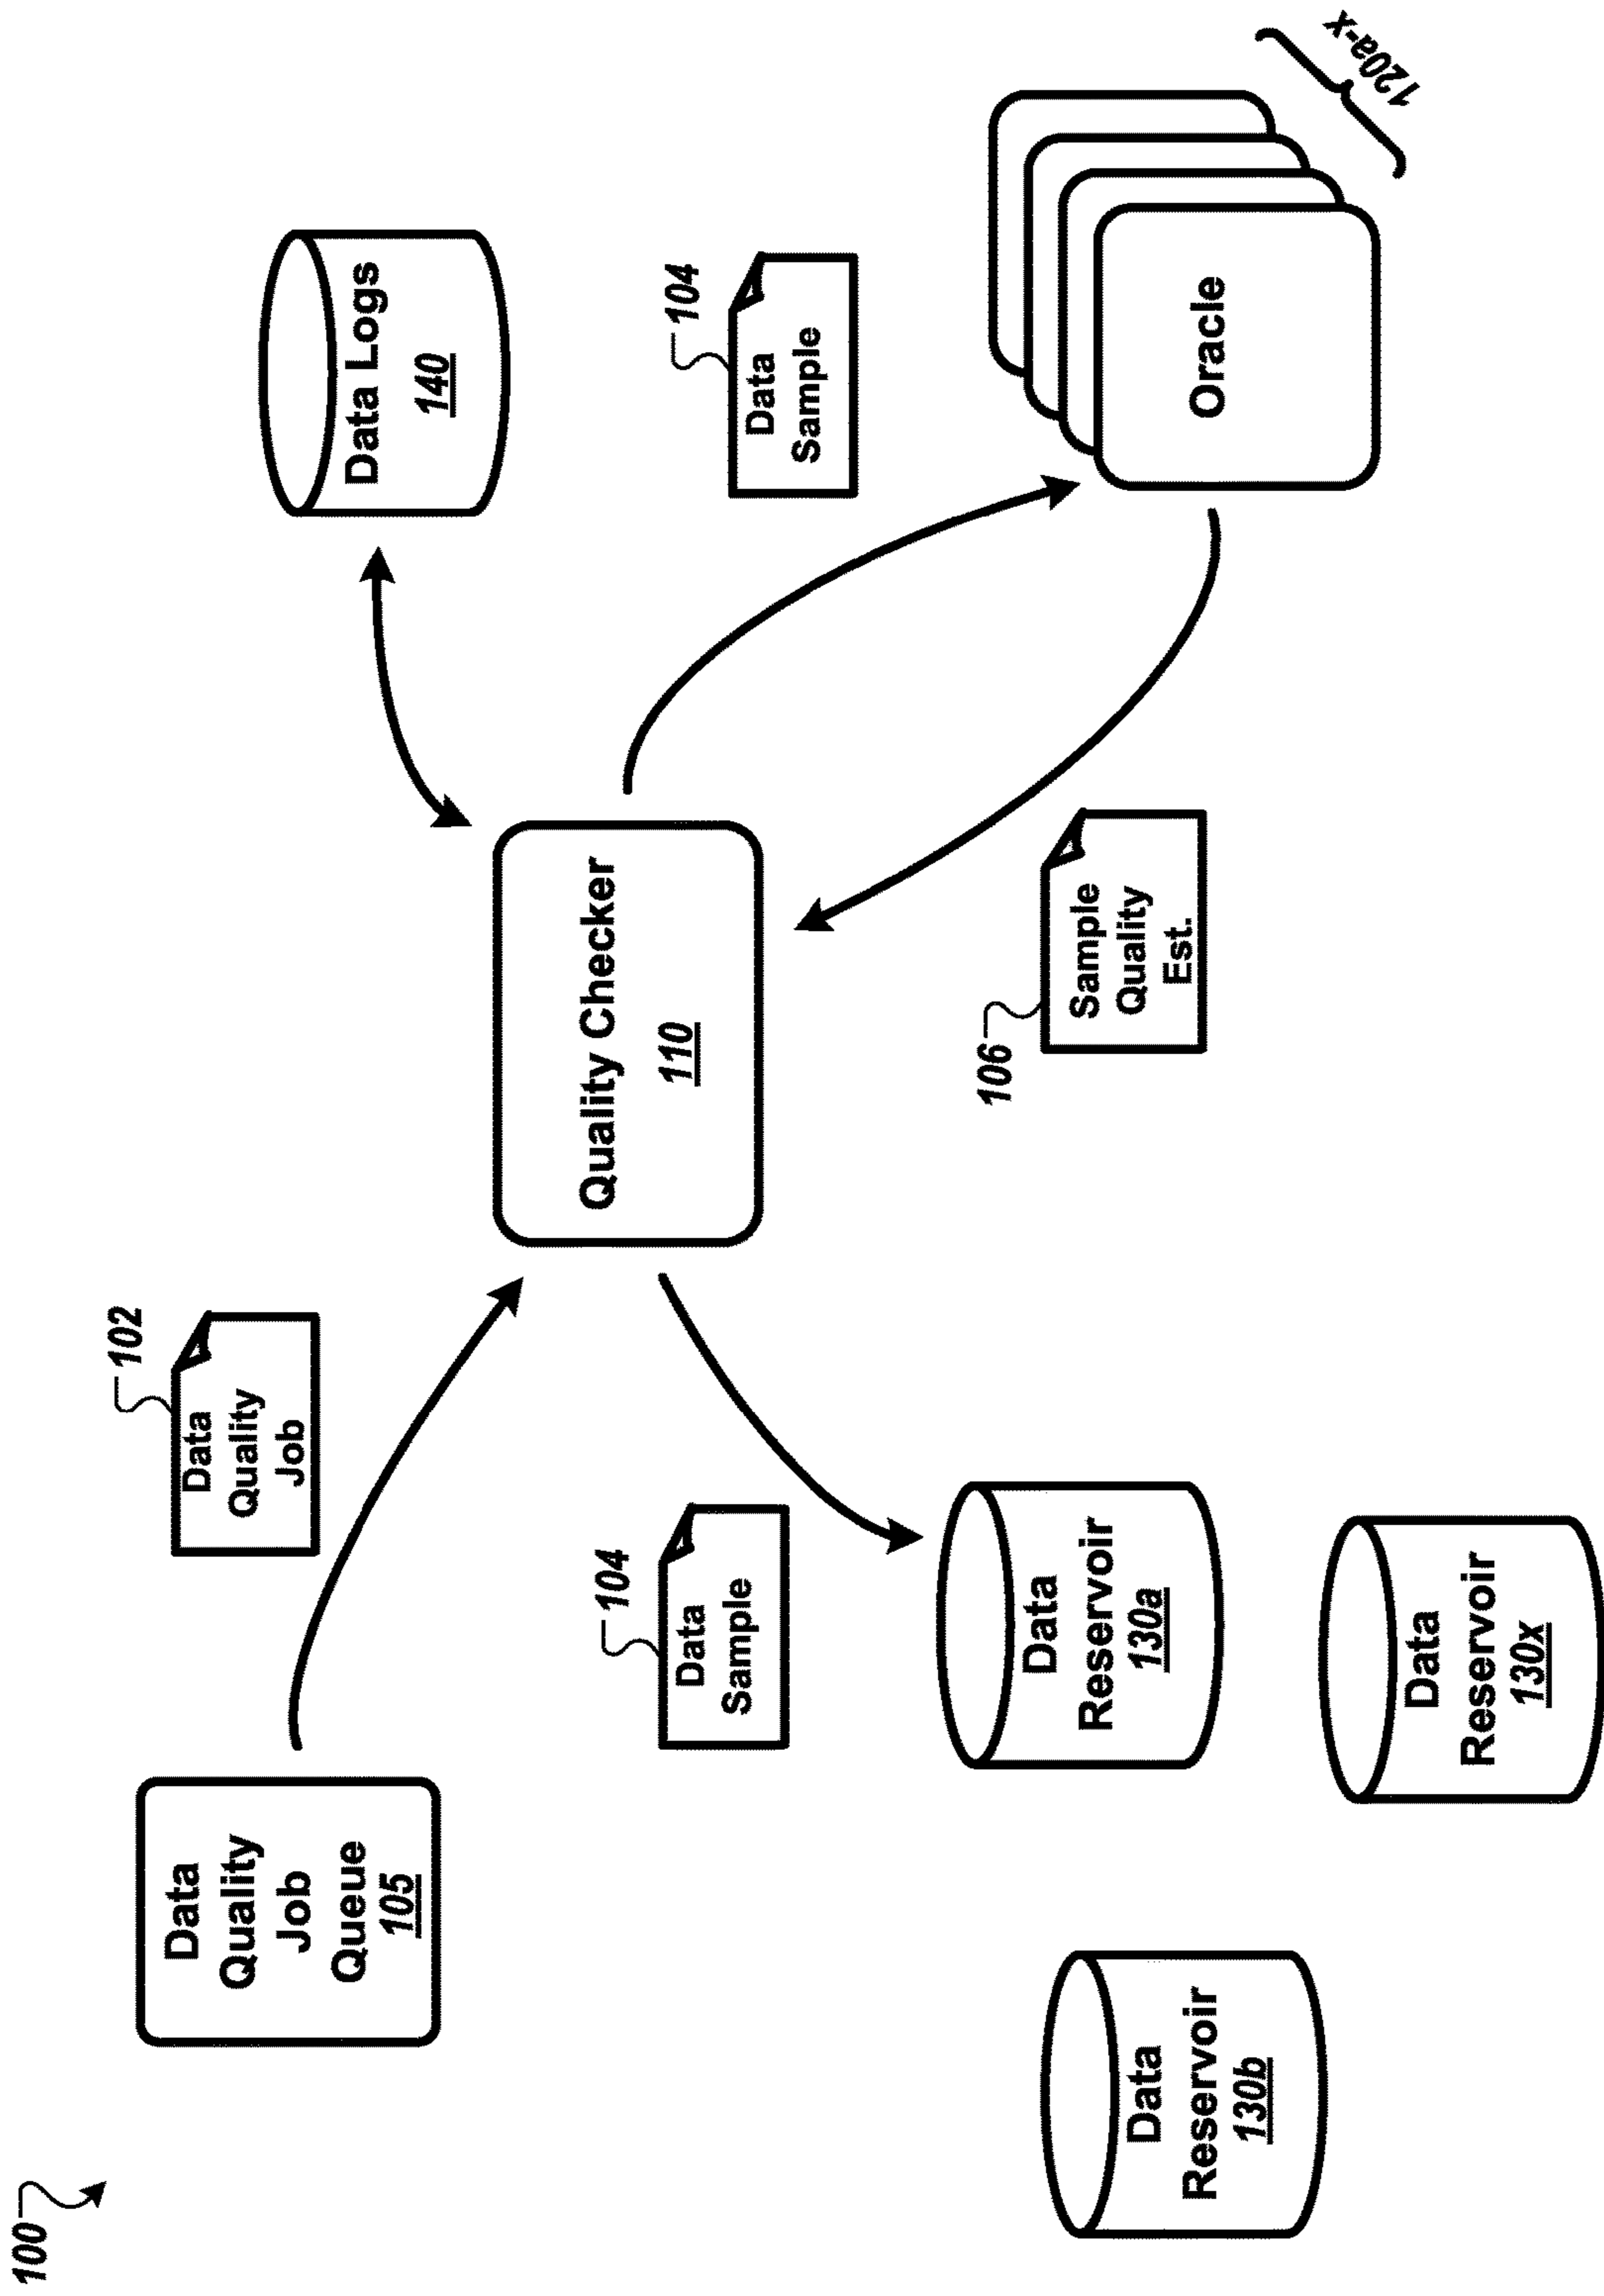 100
Data
Quality
Job
Queue
105
102
Data
Quality
Job
Quality Checker
110
Data Logs
140
104
Data
Sample
Oracle
120a-x
106
Sample
Quality
Est.
104
Data
Sample
Data
Reservoir
130a
Data
Reservoir
130b
Data
Reservoir
130x